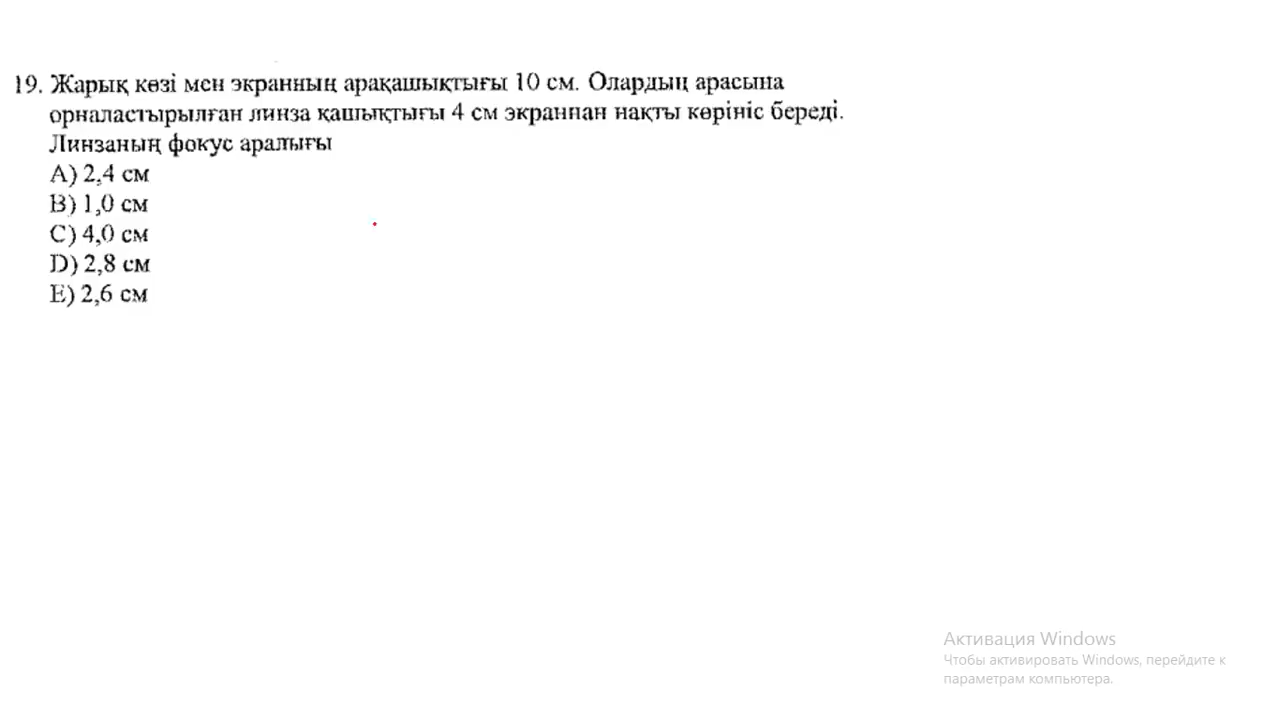 19. Жарық көзі мен экранның арақашықтығы 10 см. Олардың арасына
орналастырылған линза қашықтығы 4 см экраннан нақты көрініс береді.
Линзаның фокус аралығы
A) 2,4 см
B) 1,0 см
C) 4,0 см
D) 2,8 см
E) 2,6 см
Активация Windows
Чтобы активировать Windows, перейдите к
параметрам компьютера.